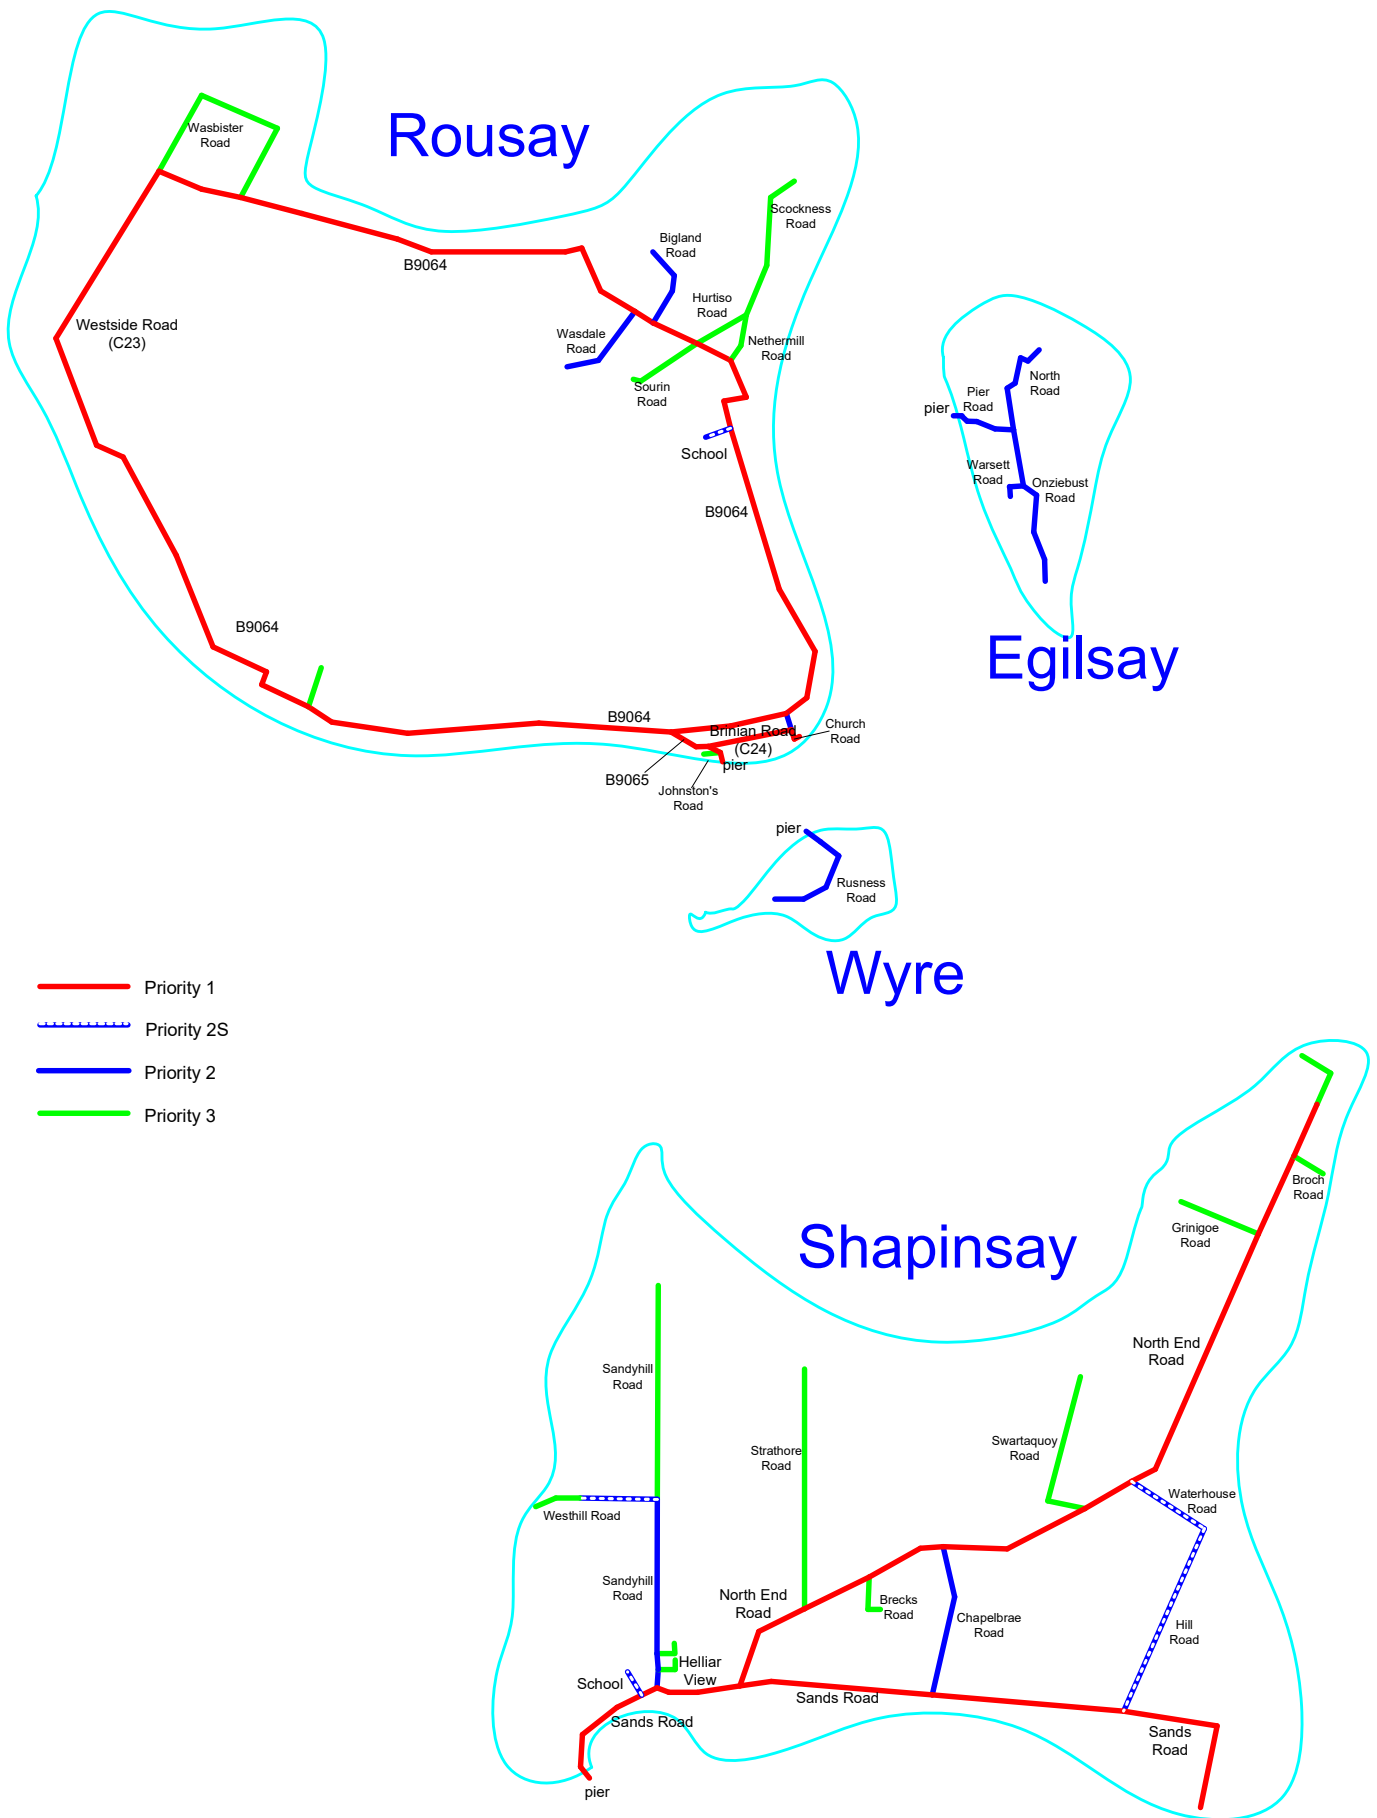 Rousay
Wasbister
Road
Scockness
Road
Bigland
Road
B9064
Hurtiso
Road
Westside Road
(C23)
Wasdale
Road
Nethermill
Road
Sourin
Road
School
B9064
North
Road
Pier
Road
pier
Warsett
Road
Onziebust
Road
Egilsay
B9064
B9064
Brinian Road
(C24)
Church
Road
pier
B9065
Johnston's
Road
pier
Rusness
Road
Wyre
Priority 1
Priority 2S
Priority 2
Priority 3
Shapinsay
Broch
Road
Grinigoe
Road
North End
Road
Sandyhill
Road
Strathore
Road
Swartaquoy
Road
Waterhouse
Road
Westhill Road
Sandyhill
Road
North End
Road
Brecks
Road
Chapelbrae
Road
Hill
Road
Helliar
View
School
Sands Road
Sands Road
Sands
Road
pier